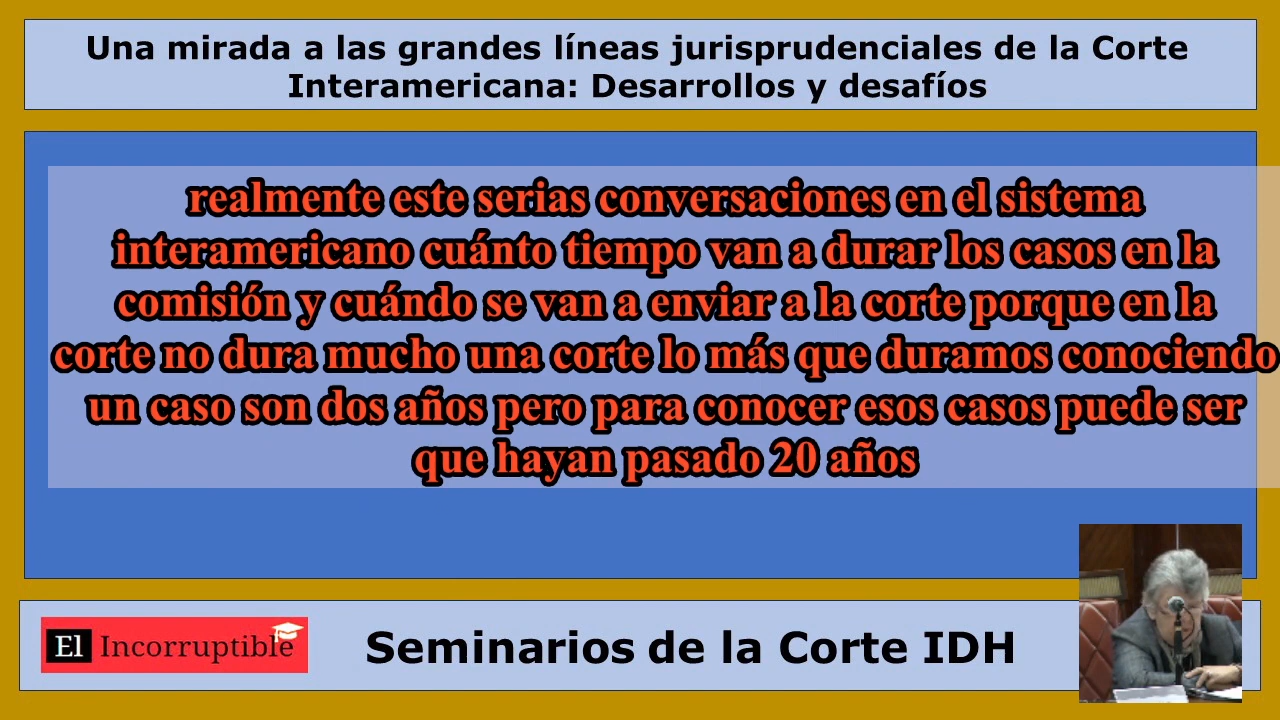 Una mirada a las grandes líneas jurisprudenciales de la Corte
Interamericana: Desarrollos y desafíos
realmente este serias conversaciones en el sistema
interamericano cuánto tiempo van a durar los casos en la
comisión y cuándo se van a enviar a la corte porque en la
corte no dura mucho una corte lo más que duramos conociendo
un caso son dos años pero para conocer esos casos puede ser
que hayan pasado 20 años
El Incorruptible
Seminarios de la Corte IDH